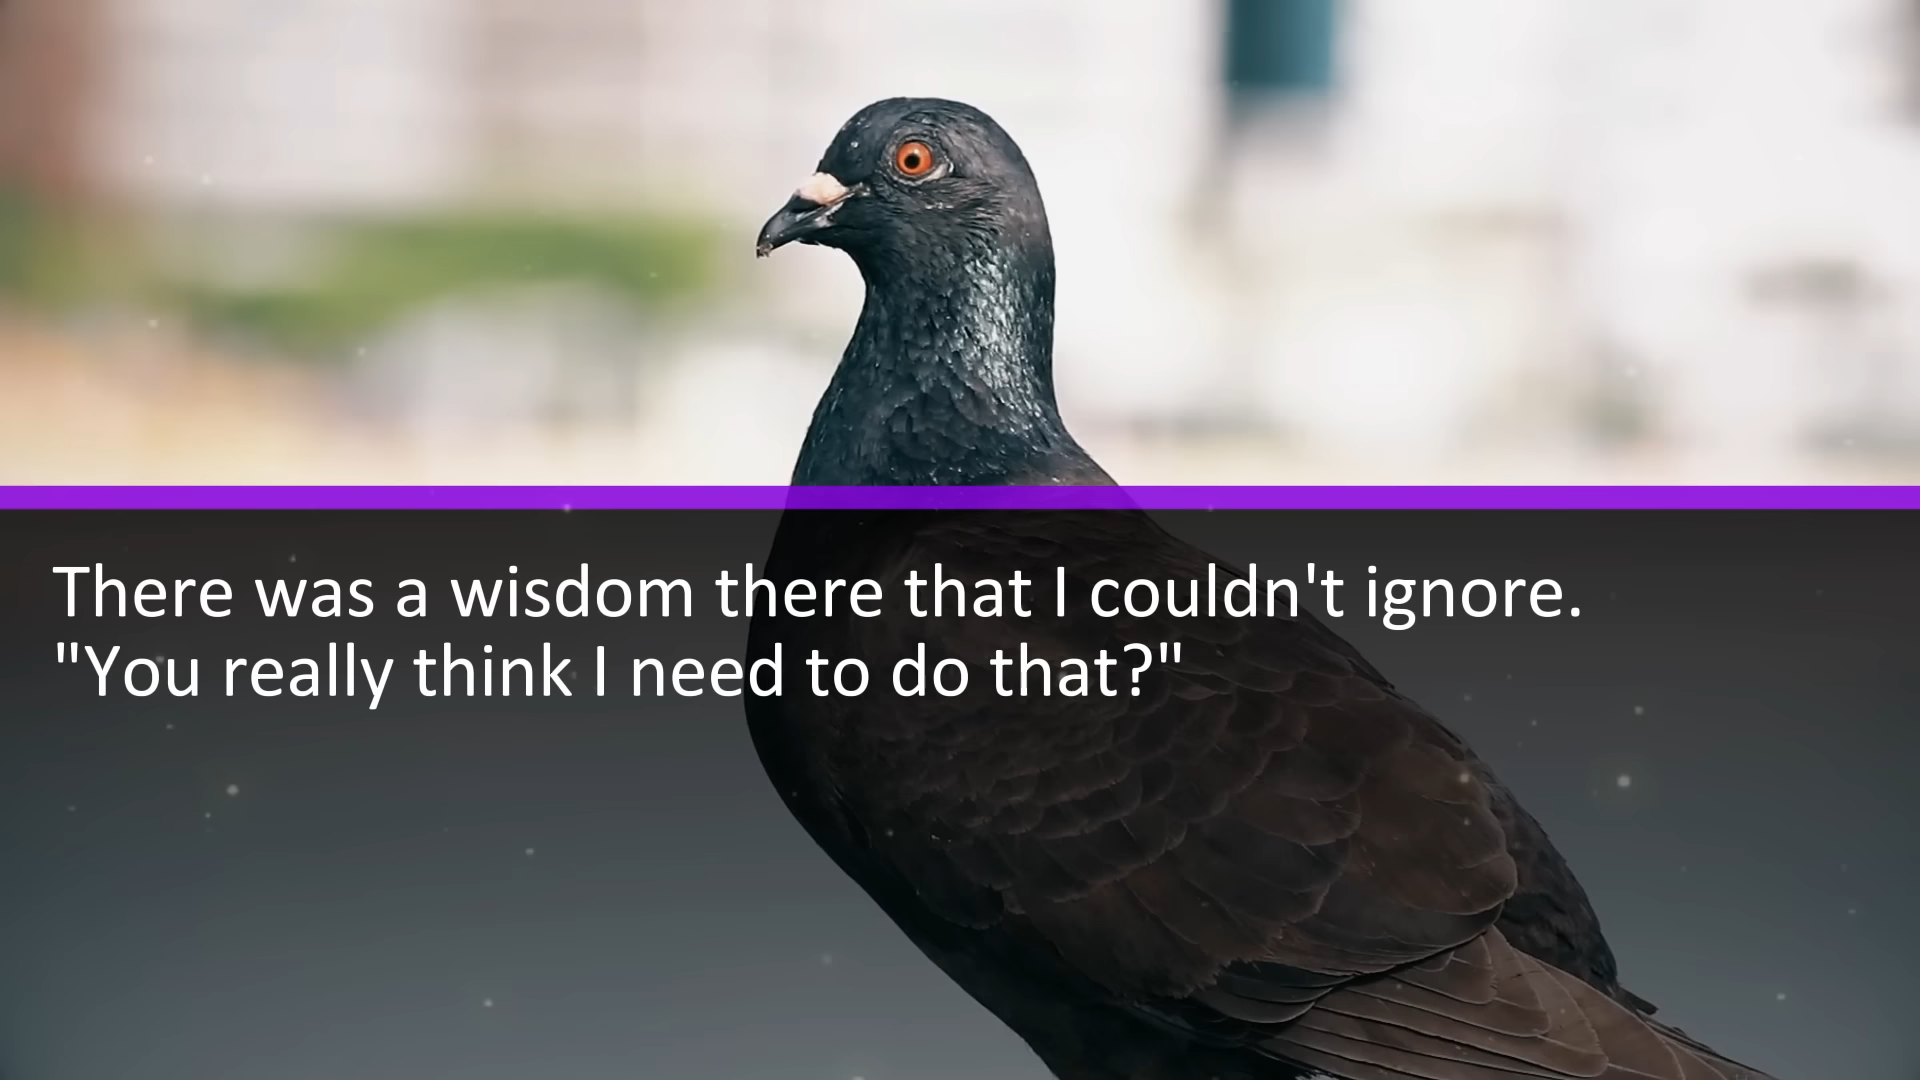 There was a wisdom there that I couldn't ignore.
"You really think I need to do that?"